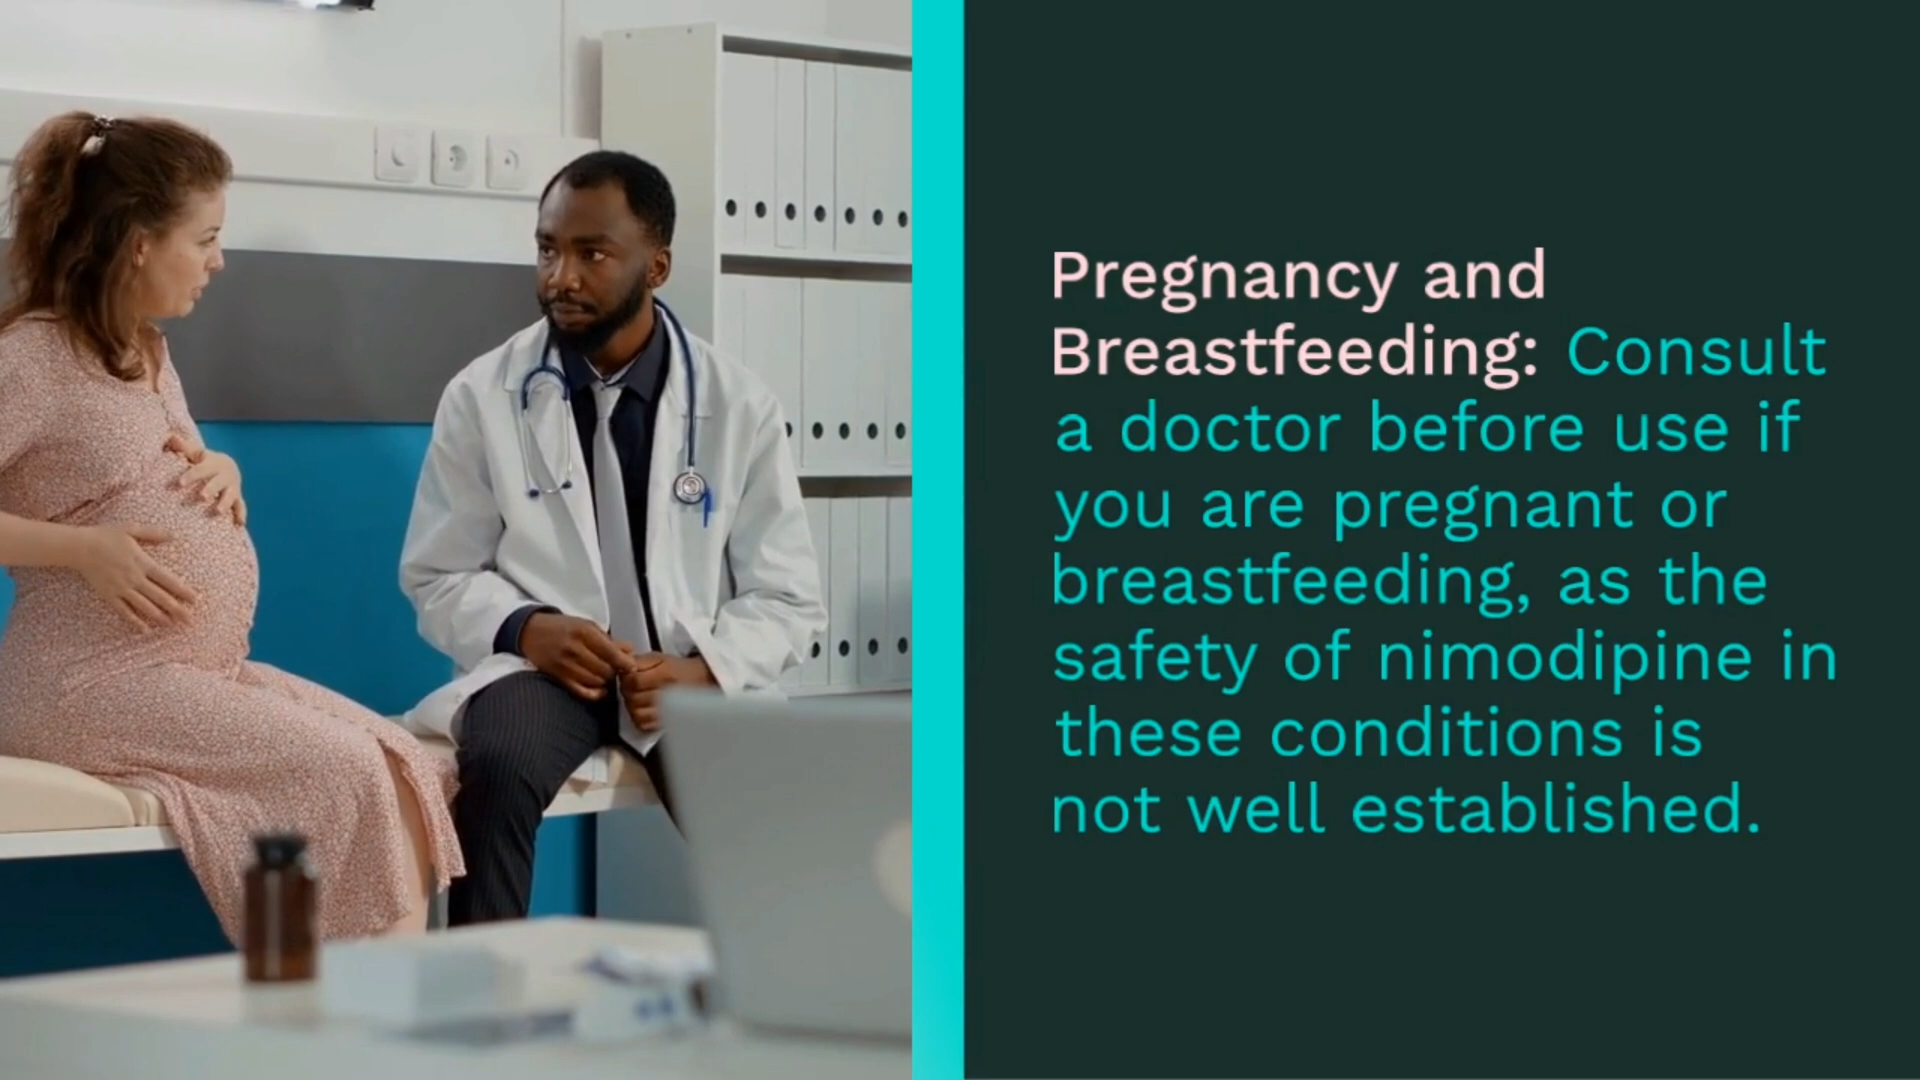 Pregnancy and
Breastfeeding: Consult
a doctor before use if
you are pregnant or
breastfeeding, as the
safety of nimodipine in
these conditions is
not well established.